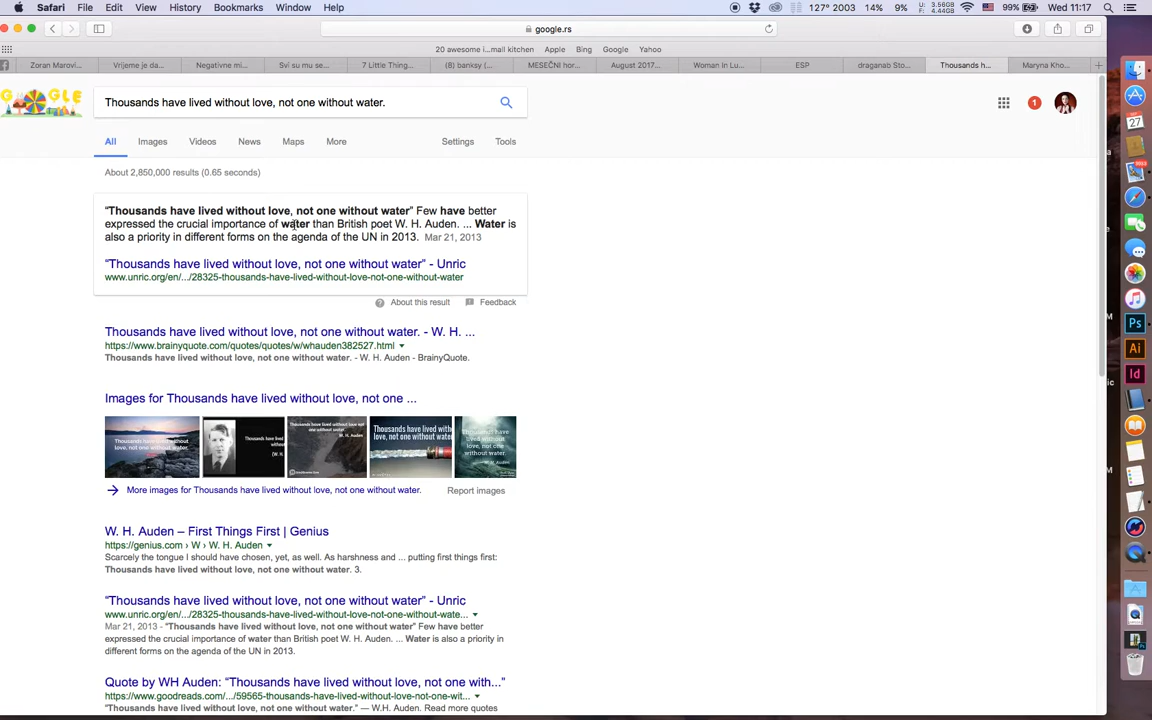 Safari File Edit View History Bookmarks Window Help 127° 2003 14% 9% U: 3.56GB F: 4.44GB 99% Wed 11:17
google.rs
20 awesome i...mail kitchen Apple Bing Google Yahoo
Zoran Marovi... Vrijeme je da... Negativne mi... Svi su mu se... 7 Little Thing... (8) banksy (... MESEČNI hor... August 2017... Woman In Lu... ESP draganab Sto... Thousands h... Maryna Kho...
Thousands have lived without love, not one without water.
1
All Images Videos News Maps More Settings Tools
About 2,850,000 results (0.65 seconds)
"Thousands have lived without love, not one without water" Few have better
expressed the crucial importance of water than British poet W. H. Auden. ... Water is
also a priority in different forms on the agenda of the UN in 2013. Mar 21, 2013
"Thousands have lived without love, not one without water" - Unric
www.unric.org/en/.../28325-thousands-have-lived-without-love-not-one-without-water
About this result Feedback
Thousands have lived without love, not one without water. - W. H. ...
https://www.brainyquote.com/quotes/quotes/w/whauden382527.html
Thousands have lived without love, not one without water. - W. H. Auden - BrainyQuote.
Images for Thousands have lived without love, not one ...
More images for Thousands have lived without love, not one without water. Report images
W. H. Auden – First Things First | Genius
https://genius.com › W › W. H. Auden
Scarcely the tongue I should have chosen, yet, as well. As harshness and ... putting first things first:
Thousands have lived without love, not one without water. 3.
"Thousands have lived without love, not one without water" - Unric
www.unric.org/en/.../28325-thousands-have-lived-without-love-not-one-without-wate...
Mar 21, 2013 - "Thousands have lived without love, not one without water" Few have better
expressed the crucial importance of water than British poet W. H. Auden. ... Water is also a priority in
different forms on the agenda of the UN in 2013.
Quote by WH Auden: "Thousands have lived without love, not one with..."
https://www.goodreads.com/.../59565-thousands-have-lived-without-love-not-one-wit...
"Thousands have lived without love, not one without water." — W.H. Auden. Read more quotes